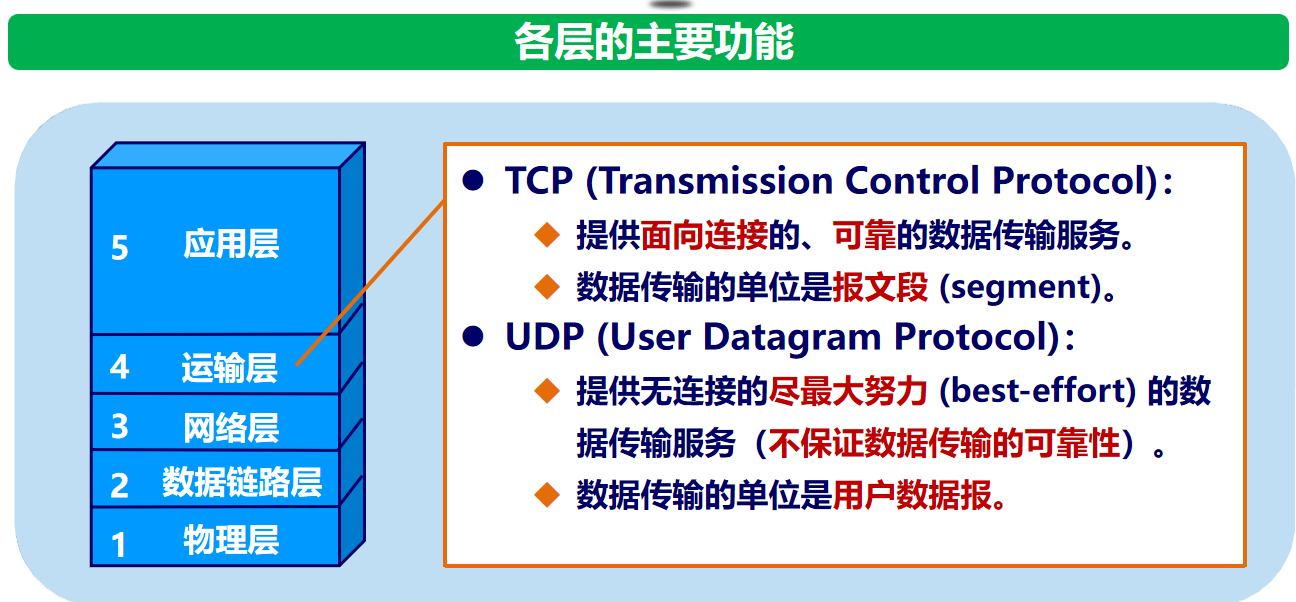 各层的主要功能
5 应用层
4 运输层
3 网络层
2 数据链路层
1 物理层
TCP (Transmission Control Protocol)：
提供面向连接的、可靠的数据传输服务。
数据传输的单位是报文段 (segment)。
UDP (User Datagram Protocol)：
提供无连接的尽最大努力 (best-effort) 的数
据传输服务（不保证数据传输的可靠性）。
数据传输的单位是用户数据报。